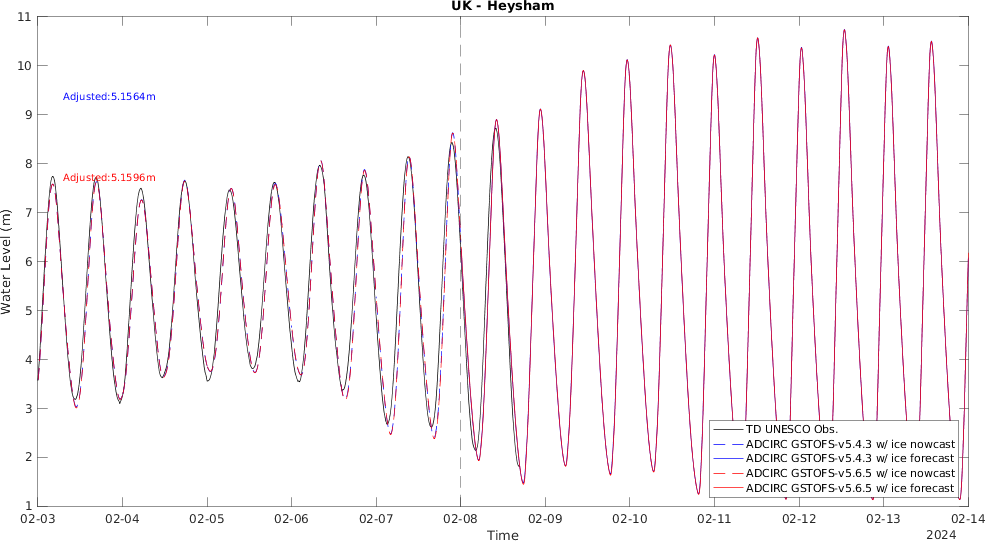 UK - Heysham
11
10
9
8
7
6
5
4
3
2
1
Water Level (m)
Adjusted:5.1564m
Adjusted:5.1596m
TD UNESCO Obs.
ADCIRC GSTOFS-v5.4.3 w/ ice nowcast
ADCIRC GSTOFS-v5.4.3 w/ ice forecast
ADCIRC GSTOFS-v5.6.5 w/ ice nowcast
ADCIRC GSTOFS-v5.6.5 w/ ice forecast
02-03 02-04 02-05 02-06 02-07 02-08 02-09 02-10 02-11 02-12 02-13 02-14
Time
2024